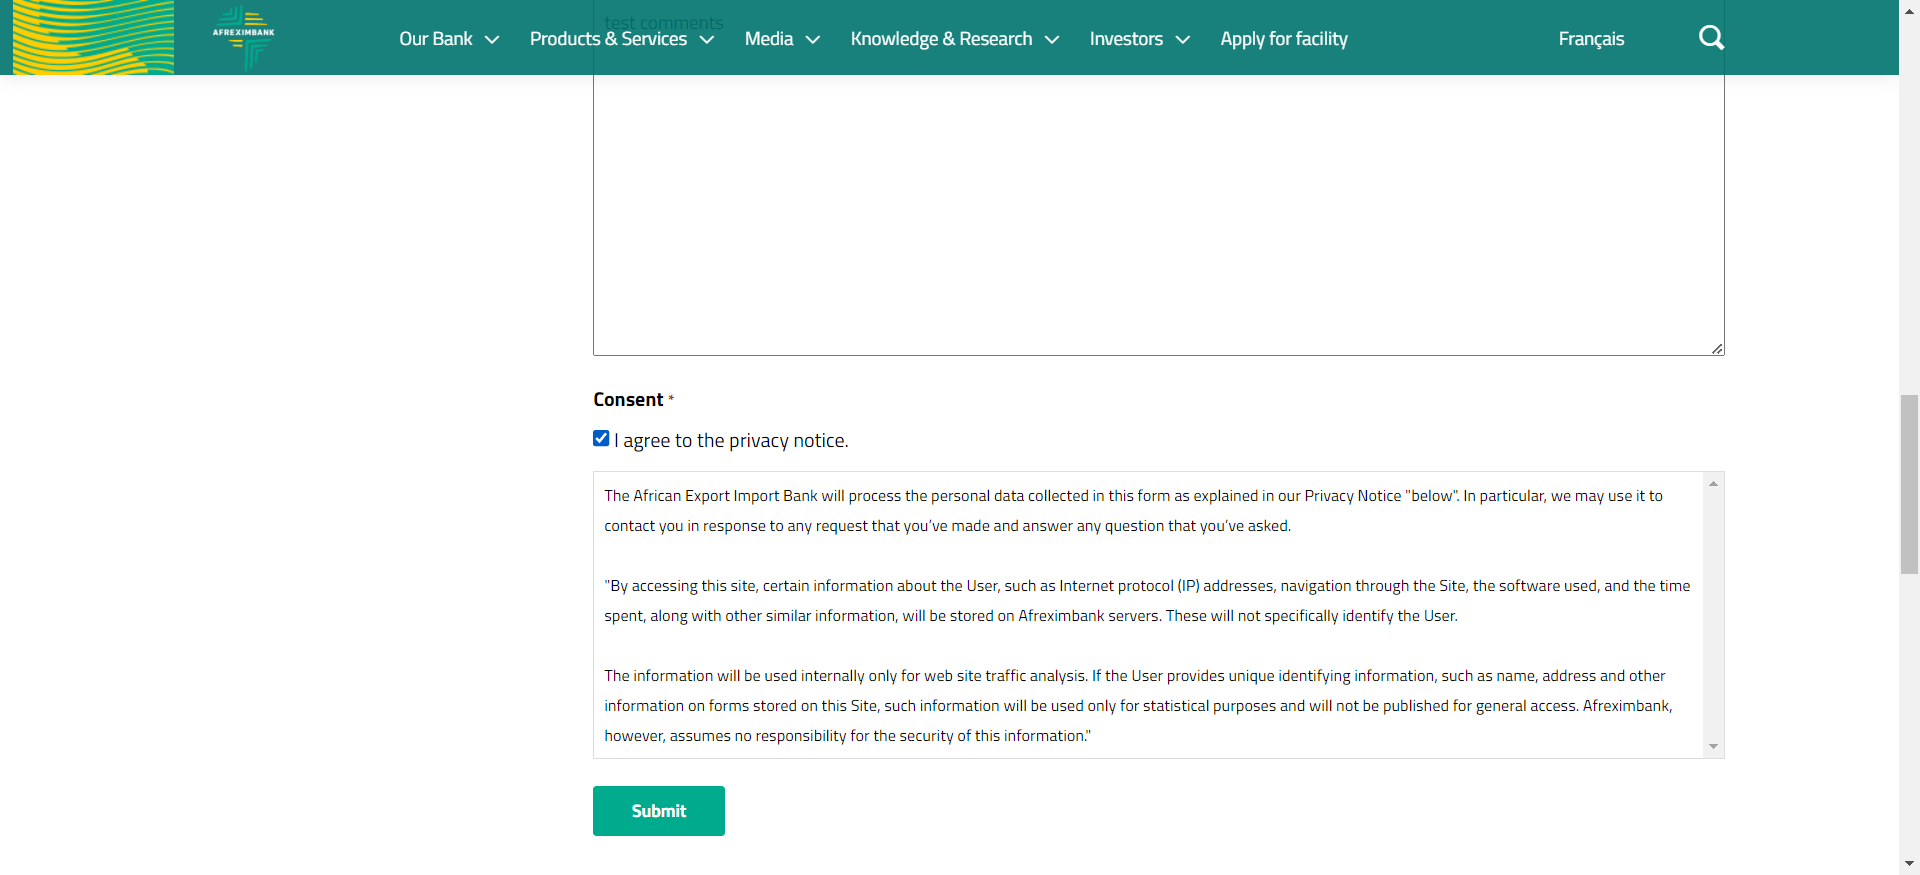 test comments
AFREXIMBANK
Our Bank Products & Services Media Knowledge & Research Investors Apply for facility Français
Consent *
I agree to the privacy notice.
The African Export Import Bank will process the personal data collected in this form as explained in our Privacy Notice "below". In particular, we may use it to
contact you in response to any request that you’ve made and answer any question that you’ve asked.
"By accessing this site, certain information about the User, such as Internet protocol (IP) addresses, navigation through the Site, the software used, and the time
spent, along with other similar information, will be stored on Afreximbank servers. These will not specifically identify the User.
The information will be used internally only for web site traffic analysis. If the User provides unique identifying information, such as name, address and other
information on forms stored on this Site, such information will be used only for statistical purposes and will not be published for general access. Afreximbank,
however, assumes no responsibility for the security of this information."
Submit